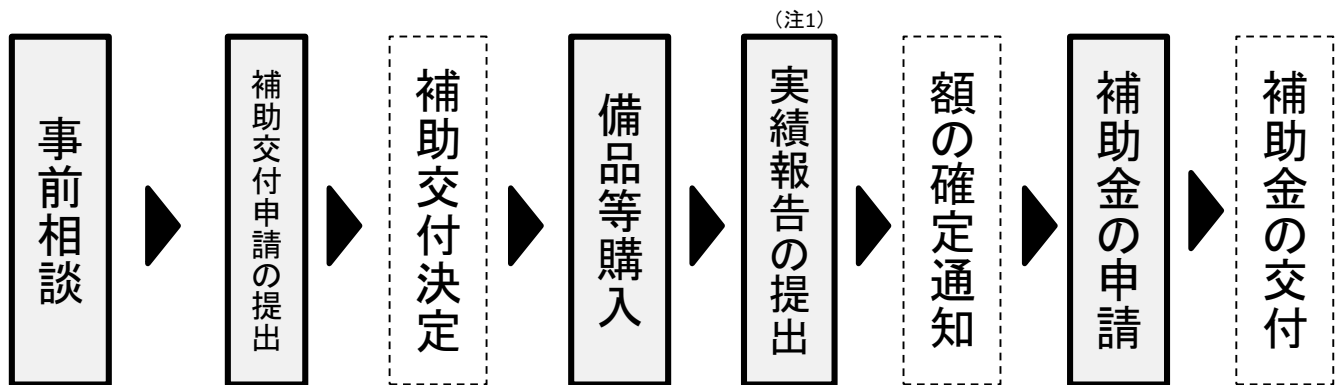 事前相談
補助交付申請の提出
補助交付決定
備品等購入
（注1）
実績報告の提出
額の確定通知
補助金の申請
補助金の交付